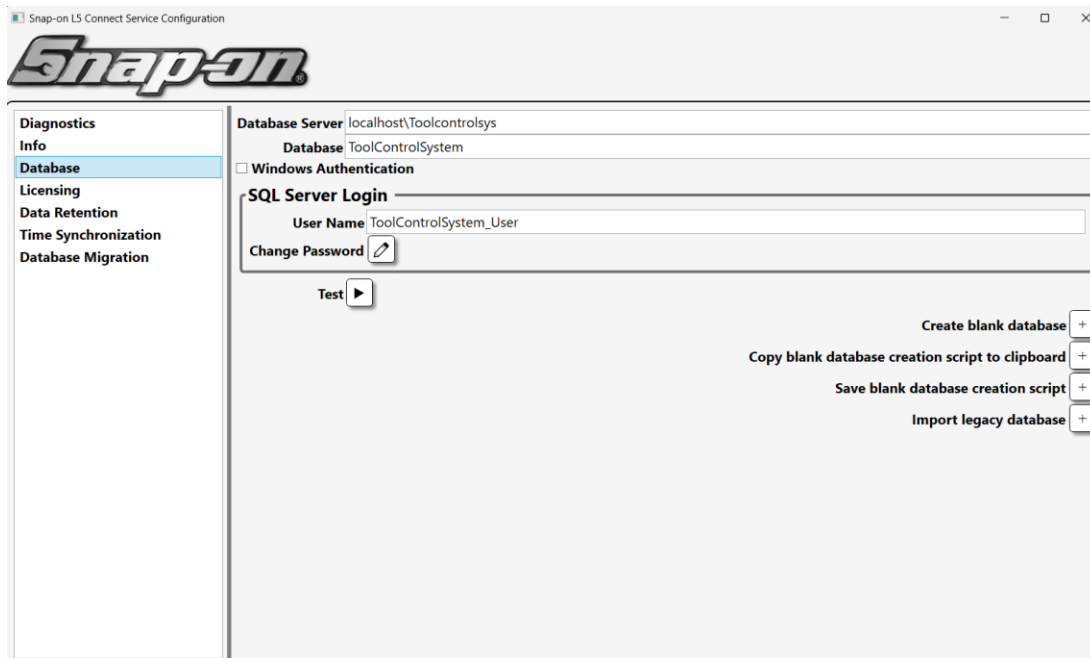 Snap-on L5 Connect Service Configuration
Snap-on®
Diagnostics
Info
Database
Licensing
Data Retention
Time Synchronization
Database Migration
Database Server localhost\Toolcontrolsys
Database ToolControlSystem
Windows Authentication
SQL Server Login
User Name ToolControlSystem_User
Change Password
Test
Create blank database +
Copy blank database creation script to clipboard +
Save blank database creation script +
Import legacy database +